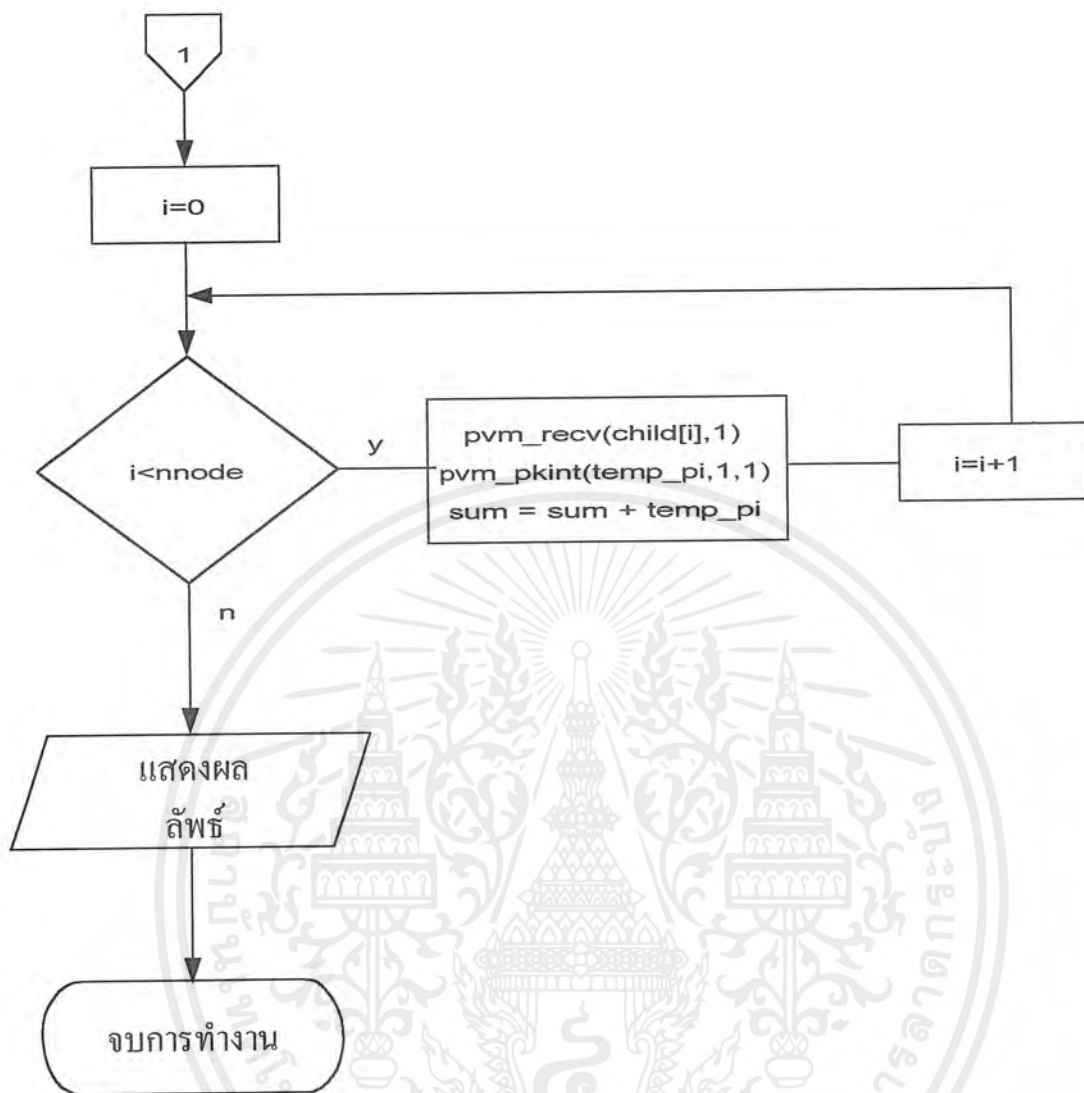 1
i=0
i<nnode
y
pvm_recv(child[i],1)
pvm_pkint(temp_pi,1,1)
sum = sum + temp_pi
i=i+1
n
แสดงผล
ลัพธ์
จบการทำงาน